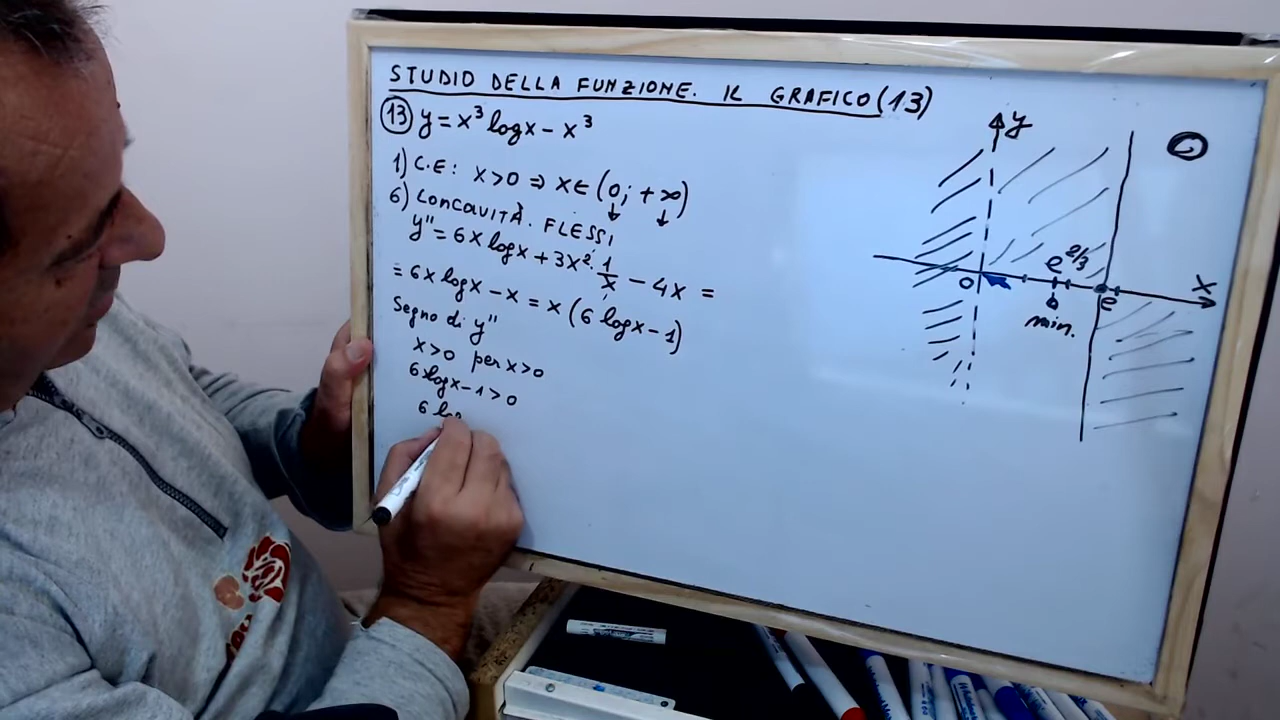 STUDIO DELLA FUNZIONE. IL GRAFICO (13)
13 y = x³ log x - x³
1) C.E: x>0 ⇒ x∈(0; +∞)
6) CONCAVITÀ. FLESSI
y'' = 6x log x + 3x² · 1/x - 4x =
= 6x log x - x = x (6 log x - 1)
Segno di y''
x>0 per x>0
6 log x - 1 > 0
6 log
y
e^2/3
0
e
x
min.